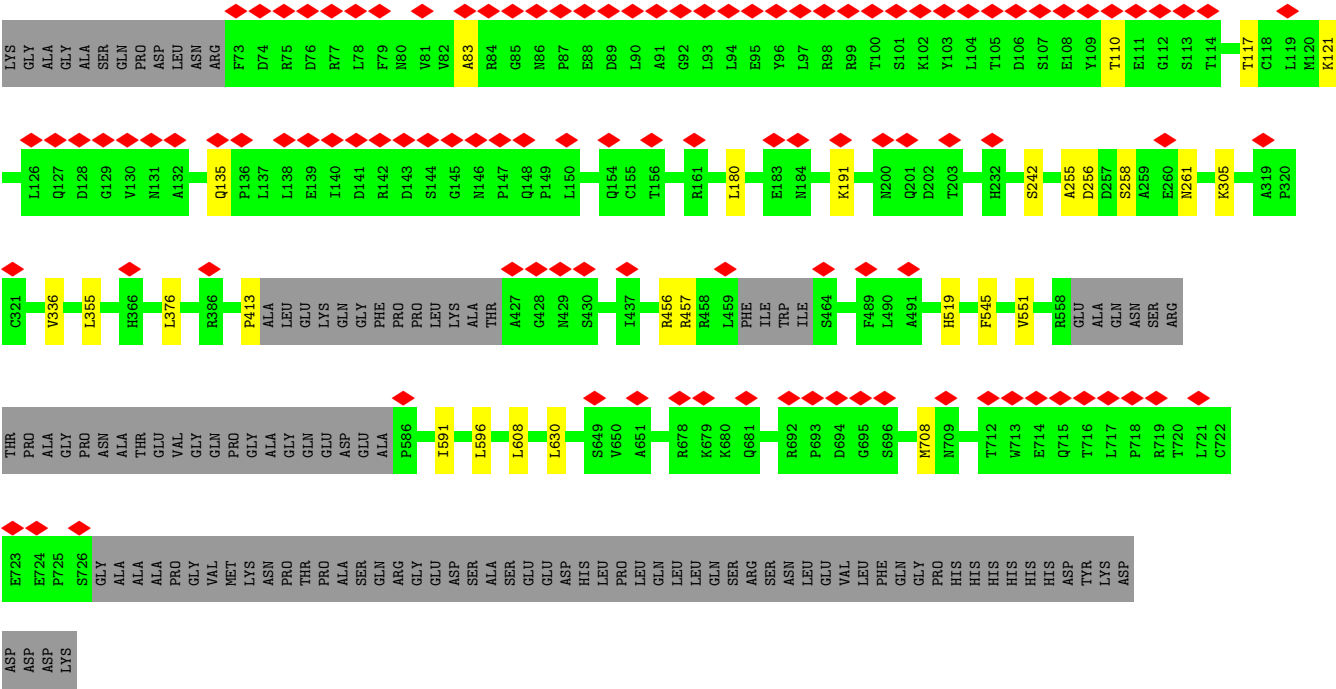 LYS GLY ALA GLY ALA SER GLN PRO ASP LEU ASN ARG F73 D74 R75 D76 R77 L78 F79 N80 V81 V82 A83 R84 G85 N86 P87 E88 D89 L90 A91 G92 L93 L94 E95 Y96 L97 R98 R99 T100 S101 K102 Y103 L104 T105 D106 S107 E108 Y109 T110 E111 G112 S113 T114 T117 C118 L119 M120 K121
L126 Q127 D128 G129 V130 N131 A132 Q135 P136 L137 L138 E139 I140 D141 R142 D143 S144 G145 N146 P147 Q148 P149 L150 Q154 C155 T156 R161 L180 E183 N184 K191 N200 Q201 D202 T203 H232 S242 A255 D256 D257 S258 A259 E260 N261 K305 A319 P320
C321 V336 L355 H366 L376 R386 P413 ALA LEU GLU LYS GLN GLY PHE PRO PRO LEU LYS ALA THR A427 G428 N429 S430 I437 R456 R457 R458 L459 PHE ILE TRP ILE S464 F489 L490 A491 H519 F545 V551 R558 GLU ALA GLN ASN SER ARG
THR PRO ALA GLY PRO ASN ALA THR GLU VAL GLY GLN PRO GLY ALA GLY GLN GLU ASP GLU ALA P586 I591 L596 L608 L630 S649 V650 A651 R678 K679 K680 Q681 R692 P693 D694 G695 S696 M708 N709 T712 W713 E714 Q715 T716 L717 P718 R719 T720 L721 C722
E723 E724 P725 S726 GLY ALA ALA ALA PRO GLY VAL MET LYS ASN PRO THR PRO ALA SER GLN ARG GLY GLU ASP SER ALA SER GLU GLU ASP HIS LEU PRO LEU GLN LEU LEU GLN SER ARG SER ASN LEU GLU VAL LEU PHE GLN GLY PRO HIS HIS HIS HIS HIS HIS ASP TYR LYS ASP
ASP ASP ASP LYS